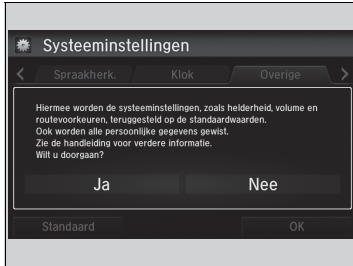 Systeeminstellingen
Spraakherk. Klok Overige
Hiermee worden de systeeminstellingen, zoals helderheid, volume en
routevoorkeuren, teruggesteld op de standaardwaarden.
Ook worden alle persoonlijke gegevens gewist.
Zie de handleiding voor verdere informatie.
Wilt u doorgaan?
Ja Nee
Standaard OK